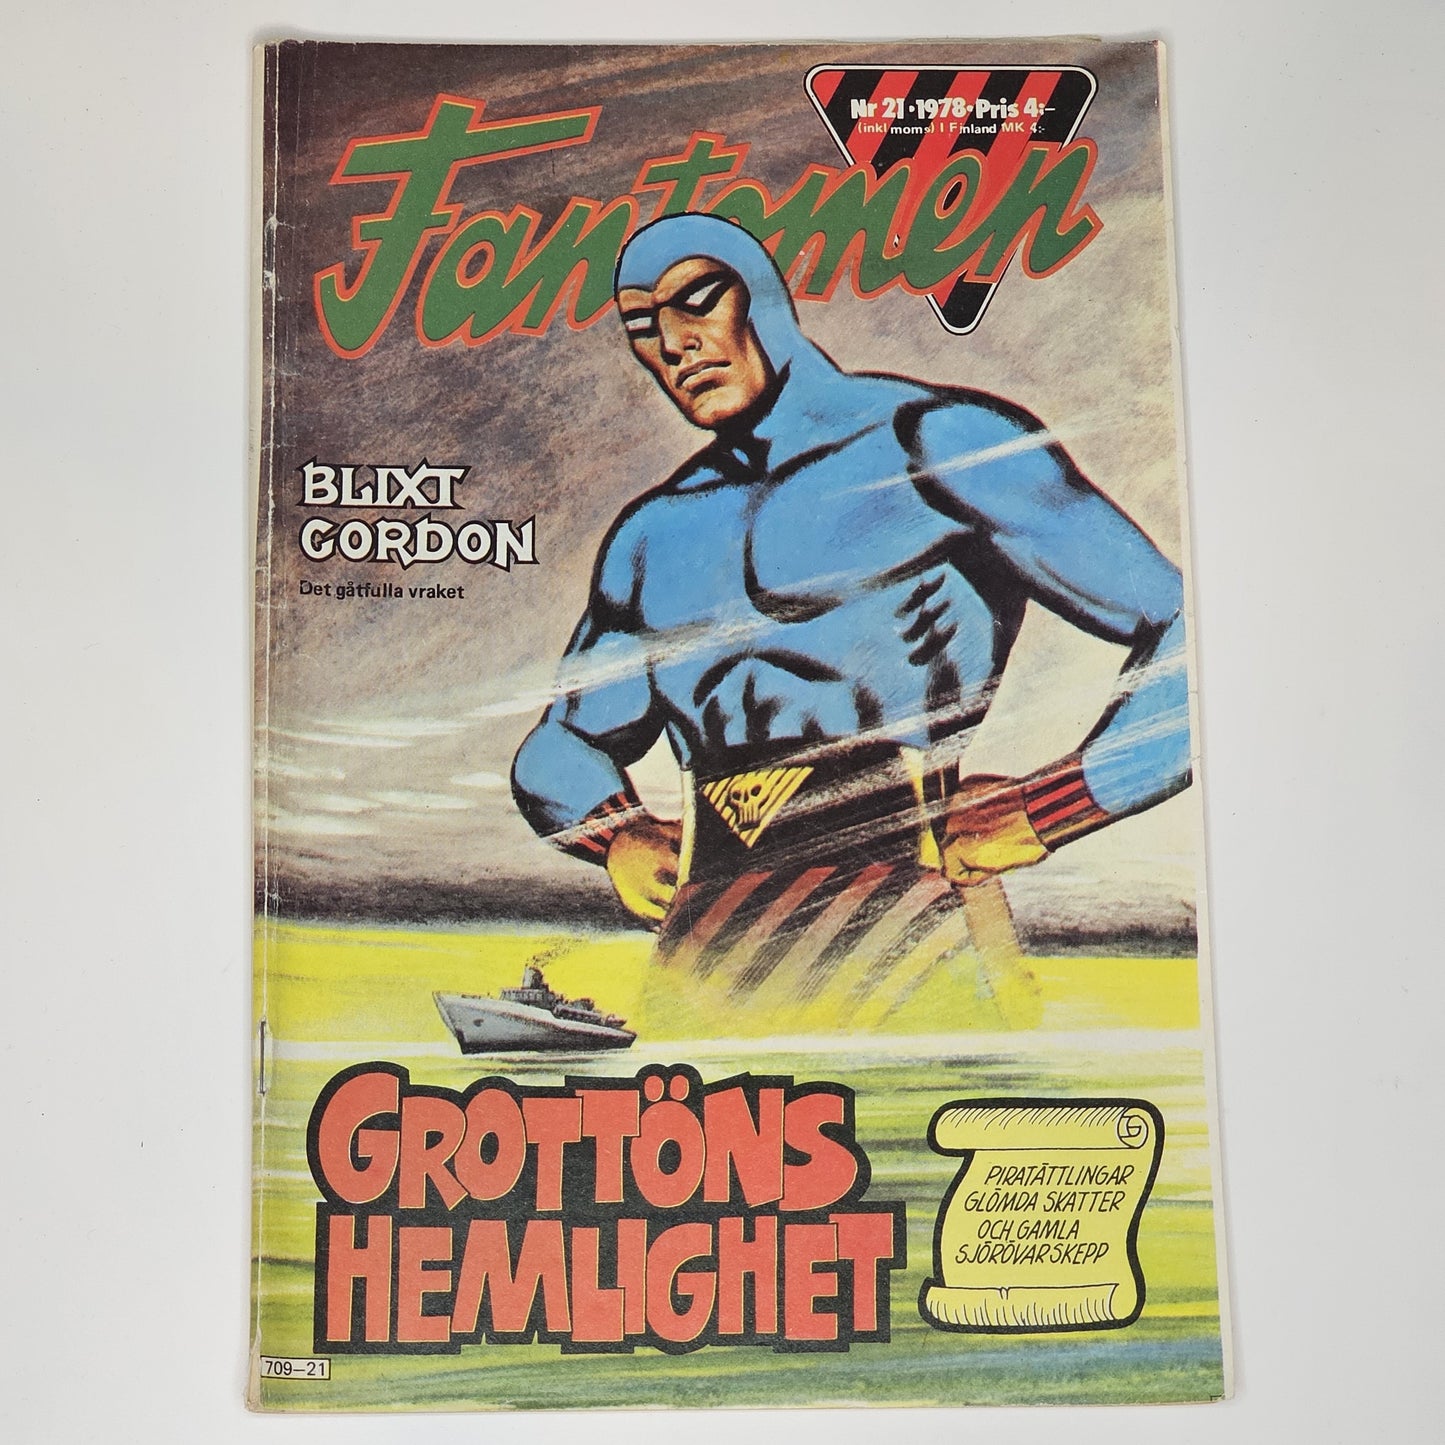 Nr 21·1978·Pris 4:-
(inkl moms) I Finland MK 4:-
Fantomen
BLIXT
GORDON
Det gåtfulla vraket
GROTTÖNS
HEMLIGHET
PIRATÄTTLINGAR
GLÖMDA SKATTER
OCH GAMLA
SJÖRÖVARSKEPP
709-21